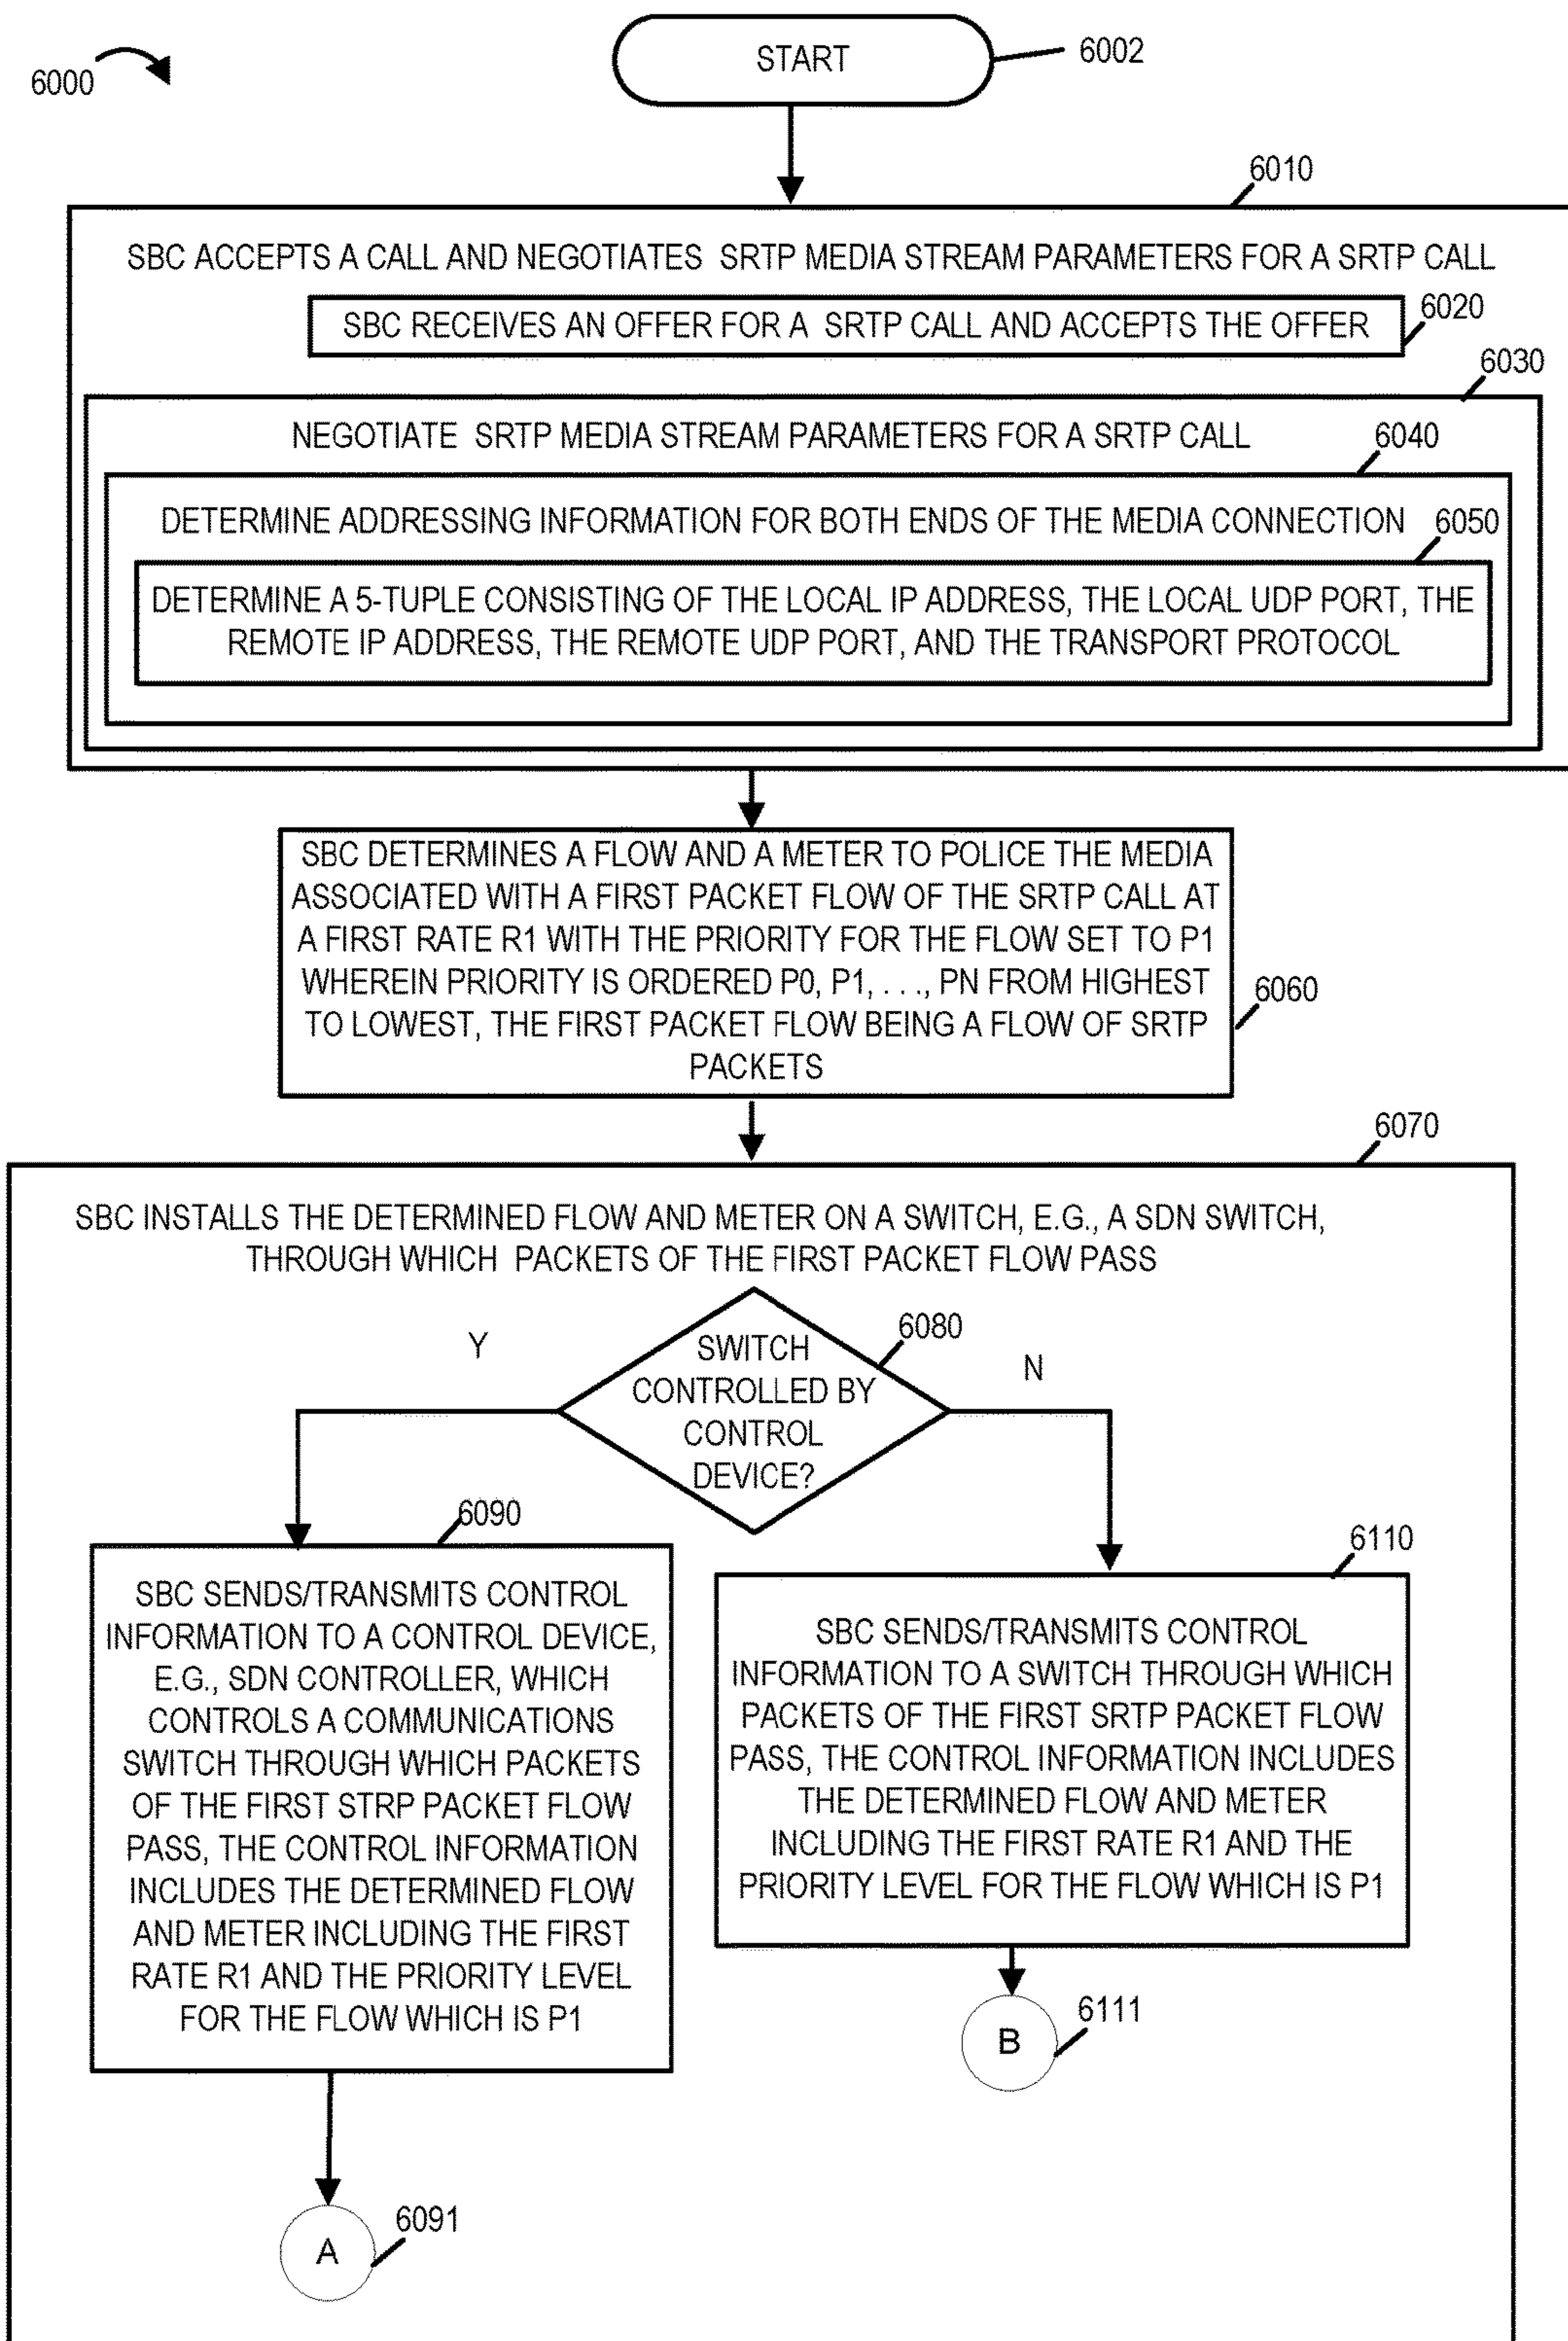 6000
START
6002
6010
SBC ACCEPTS A CALL AND NEGOTIATES SRTP MEDIA STREAM PARAMETERS FOR A SRTP CALL
SBC RECEIVES AN OFFER FOR A SRTP CALL AND ACCEPTS THE OFFER
6020
6030
NEGOTIATE SRTP MEDIA STREAM PARAMETERS FOR A SRTP CALL
6040
DETERMINE ADDRESSING INFORMATION FOR BOTH ENDS OF THE MEDIA CONNECTION
6050
DETERMINE A 5-TUPLE CONSISTING OF THE LOCAL IP ADDRESS, THE LOCAL UDP PORT, THE
REMOTE IP ADDRESS, THE REMOTE UDP PORT, AND THE TRANSPORT PROTOCOL
SBC DETERMINES A FLOW AND A METER TO POLICE THE MEDIA
ASSOCIATED WITH A FIRST PACKET FLOW OF THE SRTP CALL AT
A FIRST RATE R1 WITH THE PRIORITY FOR THE FLOW SET TO P1
WHEREIN PRIORITY IS ORDERED P0, P1, . . ., PN FROM HIGHEST
TO LOWEST, THE FIRST PACKET FLOW BEING A FLOW OF SRTP
PACKETS
6060
6070
SBC INSTALLS THE DETERMINED FLOW AND METER ON A SWITCH, E.G., A SDN SWITCH,
THROUGH WHICH PACKETS OF THE FIRST PACKET FLOW PASS
Y
SWITCH
CONTROLLED BY
CONTROL
DEVICE?
6080
N
6090
SBC SENDS/TRANSMITS CONTROL
INFORMATION TO A CONTROL DEVICE,
E.G., SDN CONTROLLER, WHICH
CONTROLS A COMMUNICATIONS
SWITCH THROUGH WHICH PACKETS
OF THE FIRST STRP PACKET FLOW
PASS, THE CONTROL INFORMATION
INCLUDES THE DETERMINED FLOW
AND METER INCLUDING THE FIRST
RATE R1 AND THE PRIORITY LEVEL
FOR THE FLOW WHICH IS P1
6110
SBC SENDS/TRANSMITS CONTROL
INFORMATION TO A SWITCH THROUGH WHICH
PACKETS OF THE FIRST SRTP PACKET FLOW
PASS, THE CONTROL INFORMATION INCLUDES
THE DETERMINED FLOW AND METER
INCLUDING THE FIRST RATE R1 AND THE
PRIORITY LEVEL FOR THE FLOW WHICH IS P1
B
6111
A
6091